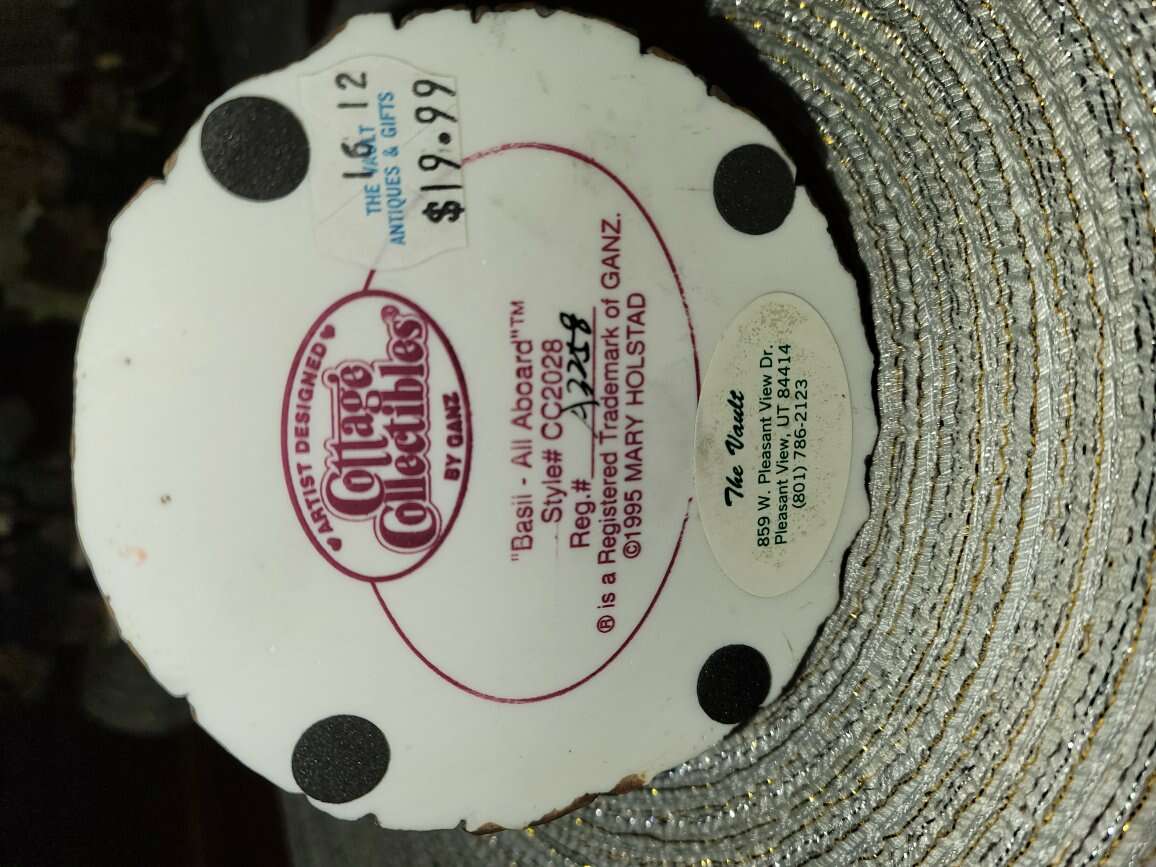 16 12
THE VAULT
ANTIQUES & GIFTS
$19.99
ARTIST DESIGNED
Cottage
Collectibles®
BY GANZ
"Basil - All Aboard"™
Style# CC2028
Reg.# A3258
® is a Registered Trademark of GANZ.
©1995 MARY HOLSTAD
The Vault
859 W. Pleasant View Dr.
Pleasant View, UT 84414
(801) 786-2123